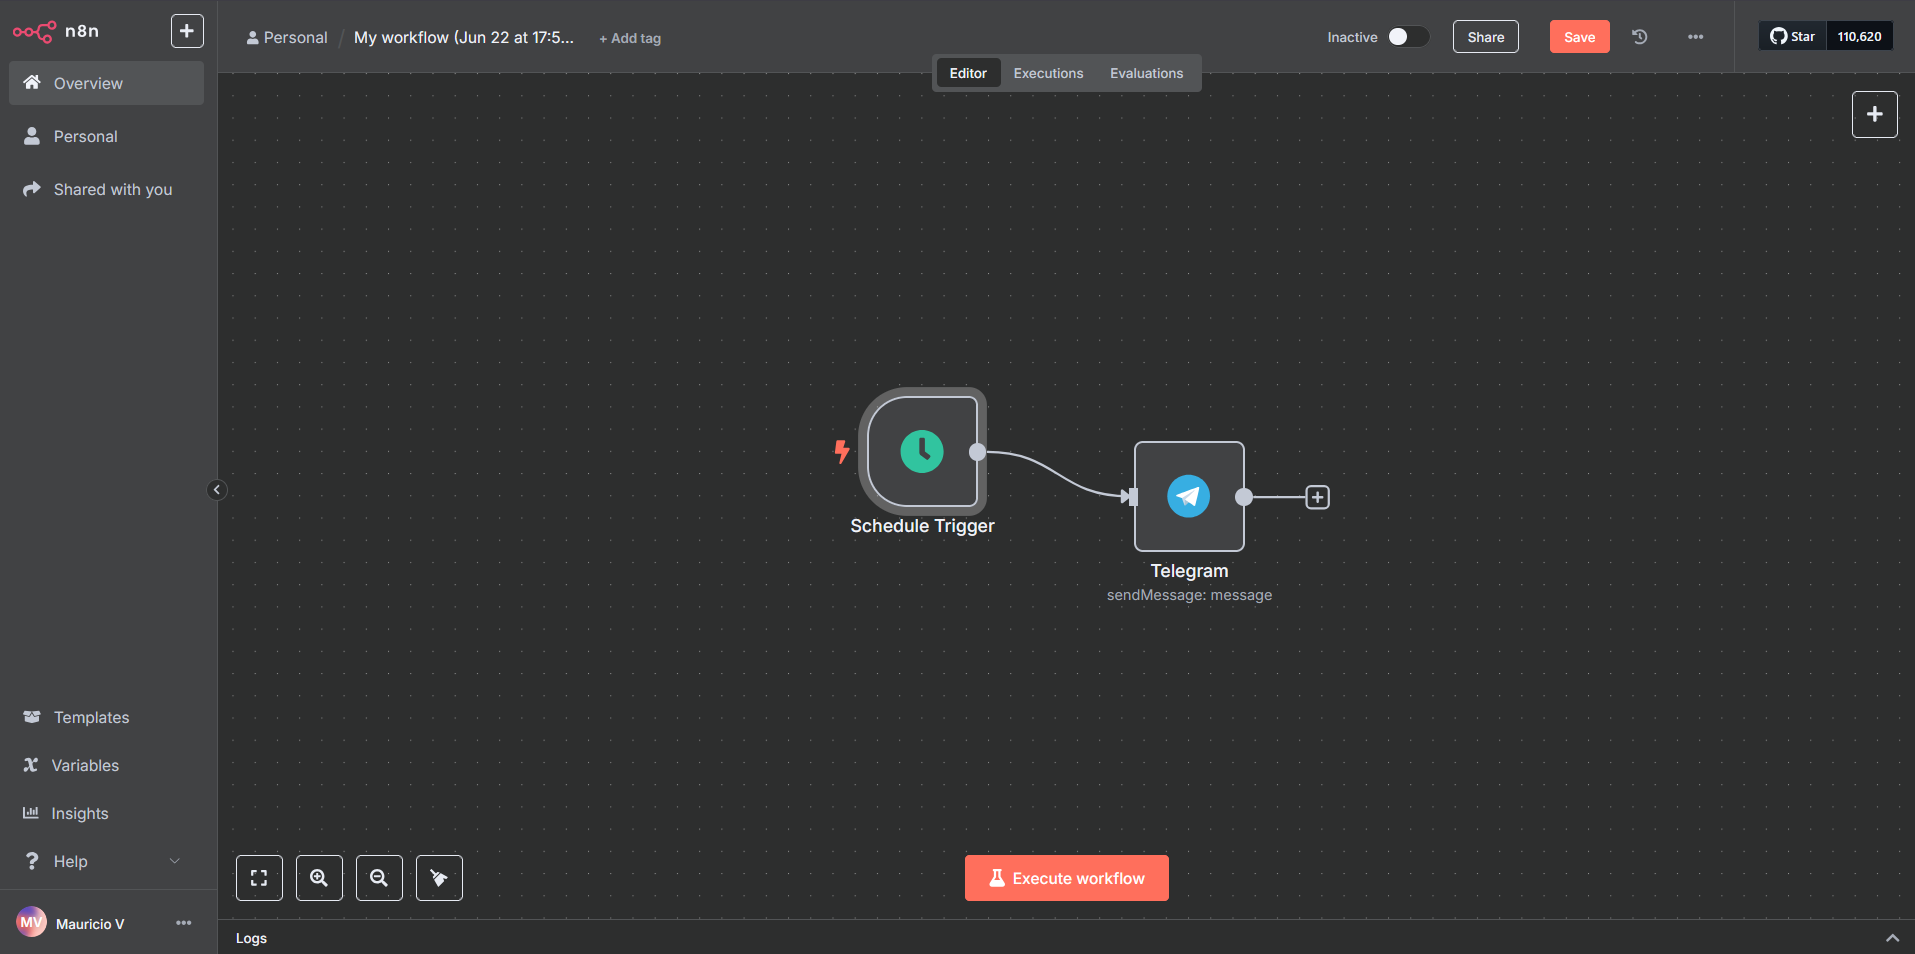 n8n
Personal / My workflow (Jun 22 at 17:5... + Add tag
Inactive
Share
Save
Star 110,620
Editor Executions Evaluations
Overview
Personal
Shared with you
Schedule Trigger
Telegram
sendMessage: message
Templates
Variables
Insights
Help
Execute workflow
MV Mauricio V
Logs